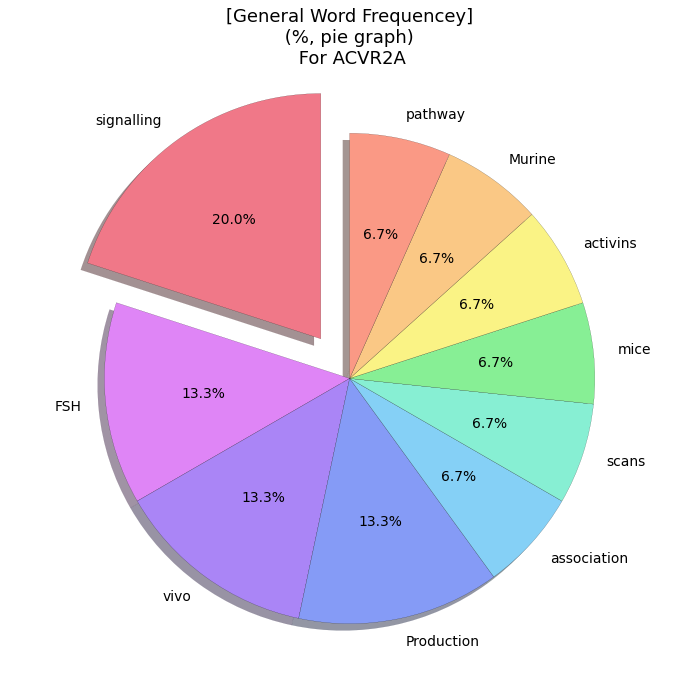 [General Word Frequencey]
(%, pie graph)
For ACVR2A
signalling
20.0%
pathway
6.7%
Murine
6.7%
activins
6.7%
mice
6.7%
scans
6.7%
association
6.7%
Production
13.3%
vivo
13.3%
FSH
13.3%